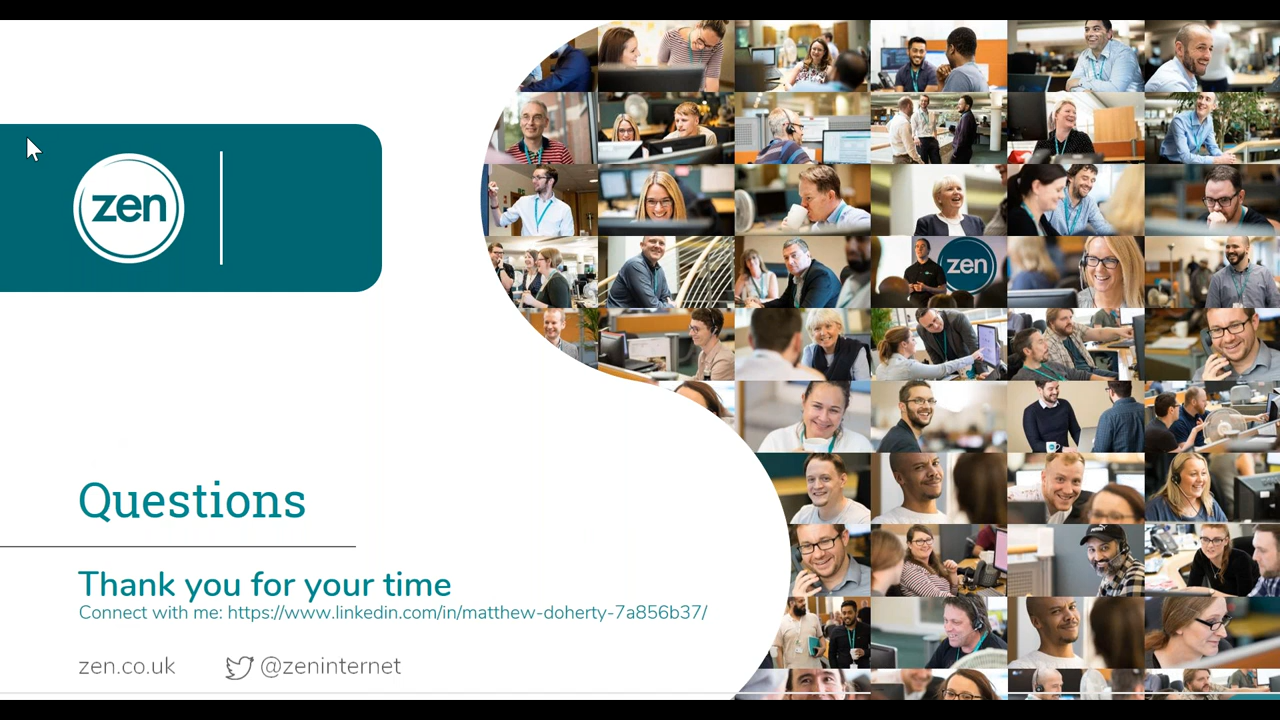 zen
zen
Questions
Thank you for your time
Connect with me: https://www.linkedin.com/in/matthew-doherty-7a856b37/
zen.co.uk
@zeninternet